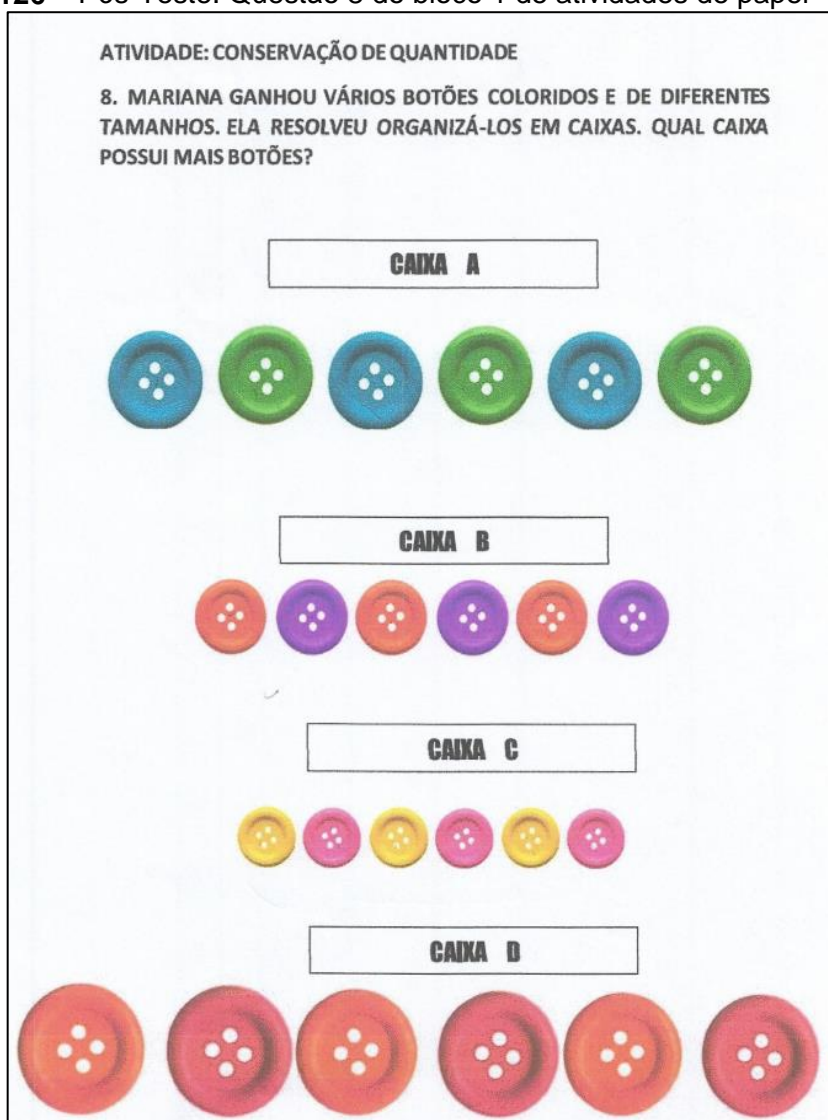 ATIVIDADE: CONSERVAÇÃO DE QUANTIDADE
8. MARIANA GANHOU VÁRIOS BOTÕES COLORIDOS E DE DIFERENTES
TAMANHOS. ELA RESOLVEU ORGANIZÁ-LOS EM CAIXAS. QUAL CAIXA
POSSUI MAIS BOTÕES?
CAIXA A
CAIXA B
CAIXA C
CAIXA D